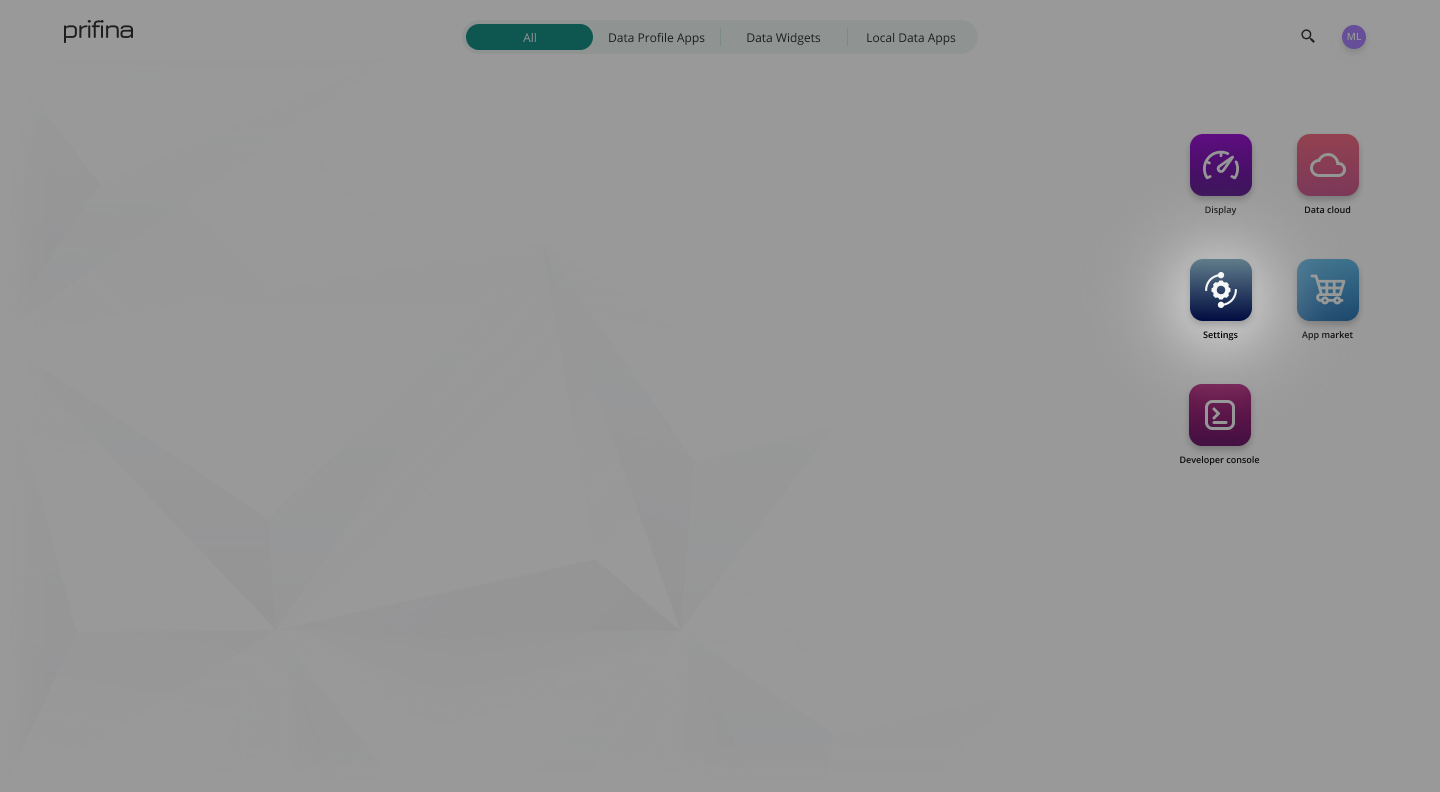 prifina
All
Data Profile Apps
Data Widgets
Local Data Apps
ML
Display
Data cloud
Settings
App market
Developer console